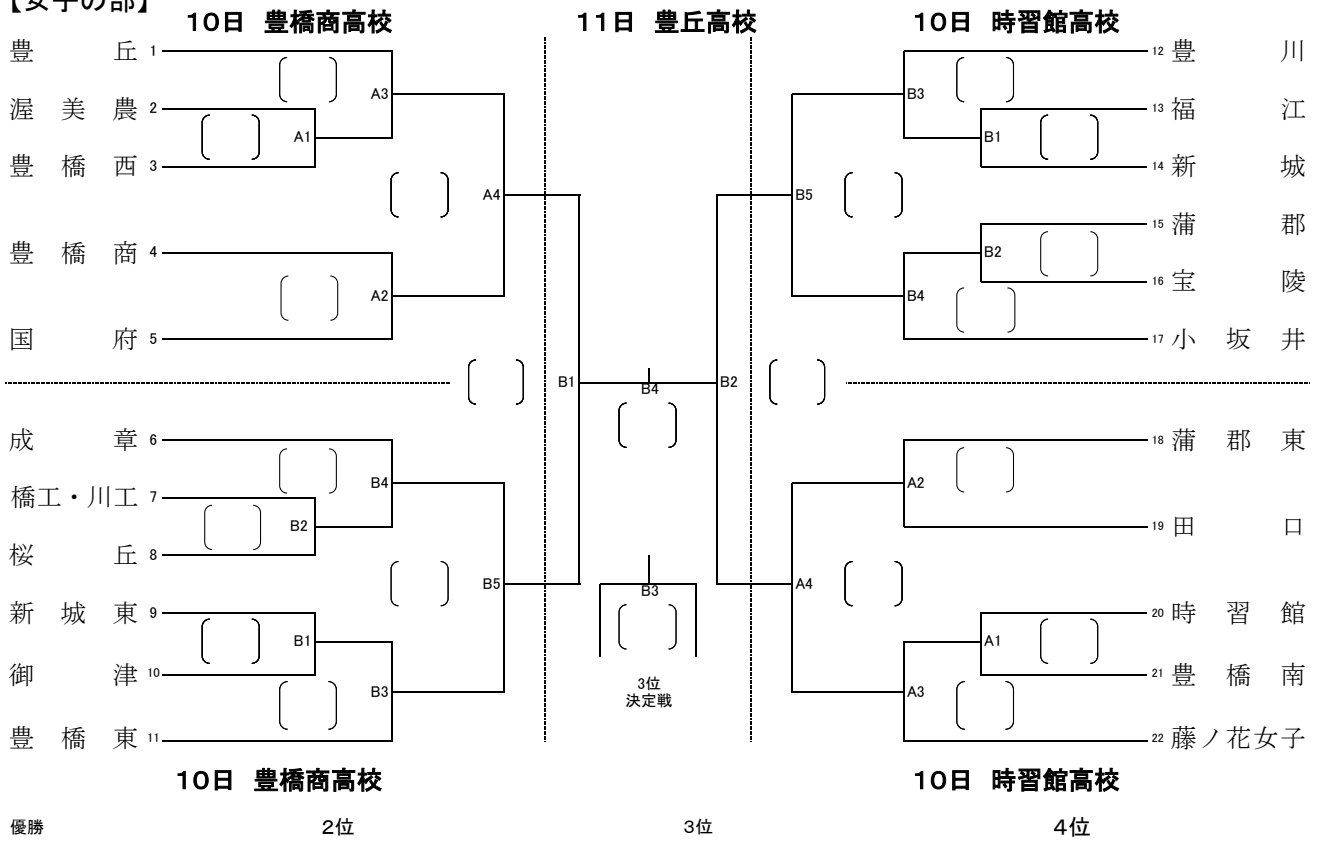 【女子の部】
10日 豊橋商高校
11日 豊丘高校
10日 時習館高校
豊丘 1
渥美農 2
豊橋西 3
豊橋商 4
国府 5
成章 6
橋工・川工 7
桜丘 8
新城東 9
御津 10
豊橋東 11
A3
A1
A4
A2
B1
B4
B2
B5
B1
B3
B4
B3
3位
決定戦
B2
B3
B1
B5
B2
B4
A2
A4
A1
A3
12 豊川
13 福江
14 新城
15 蒲郡
16 宝陵
17 小坂井
18 蒲郡東
19 田口
20 時習館
21 豊橋南
22 藤ノ花女子
10日 豊橋商高校
10日 時習館高校
優勝 2位 3位 4位